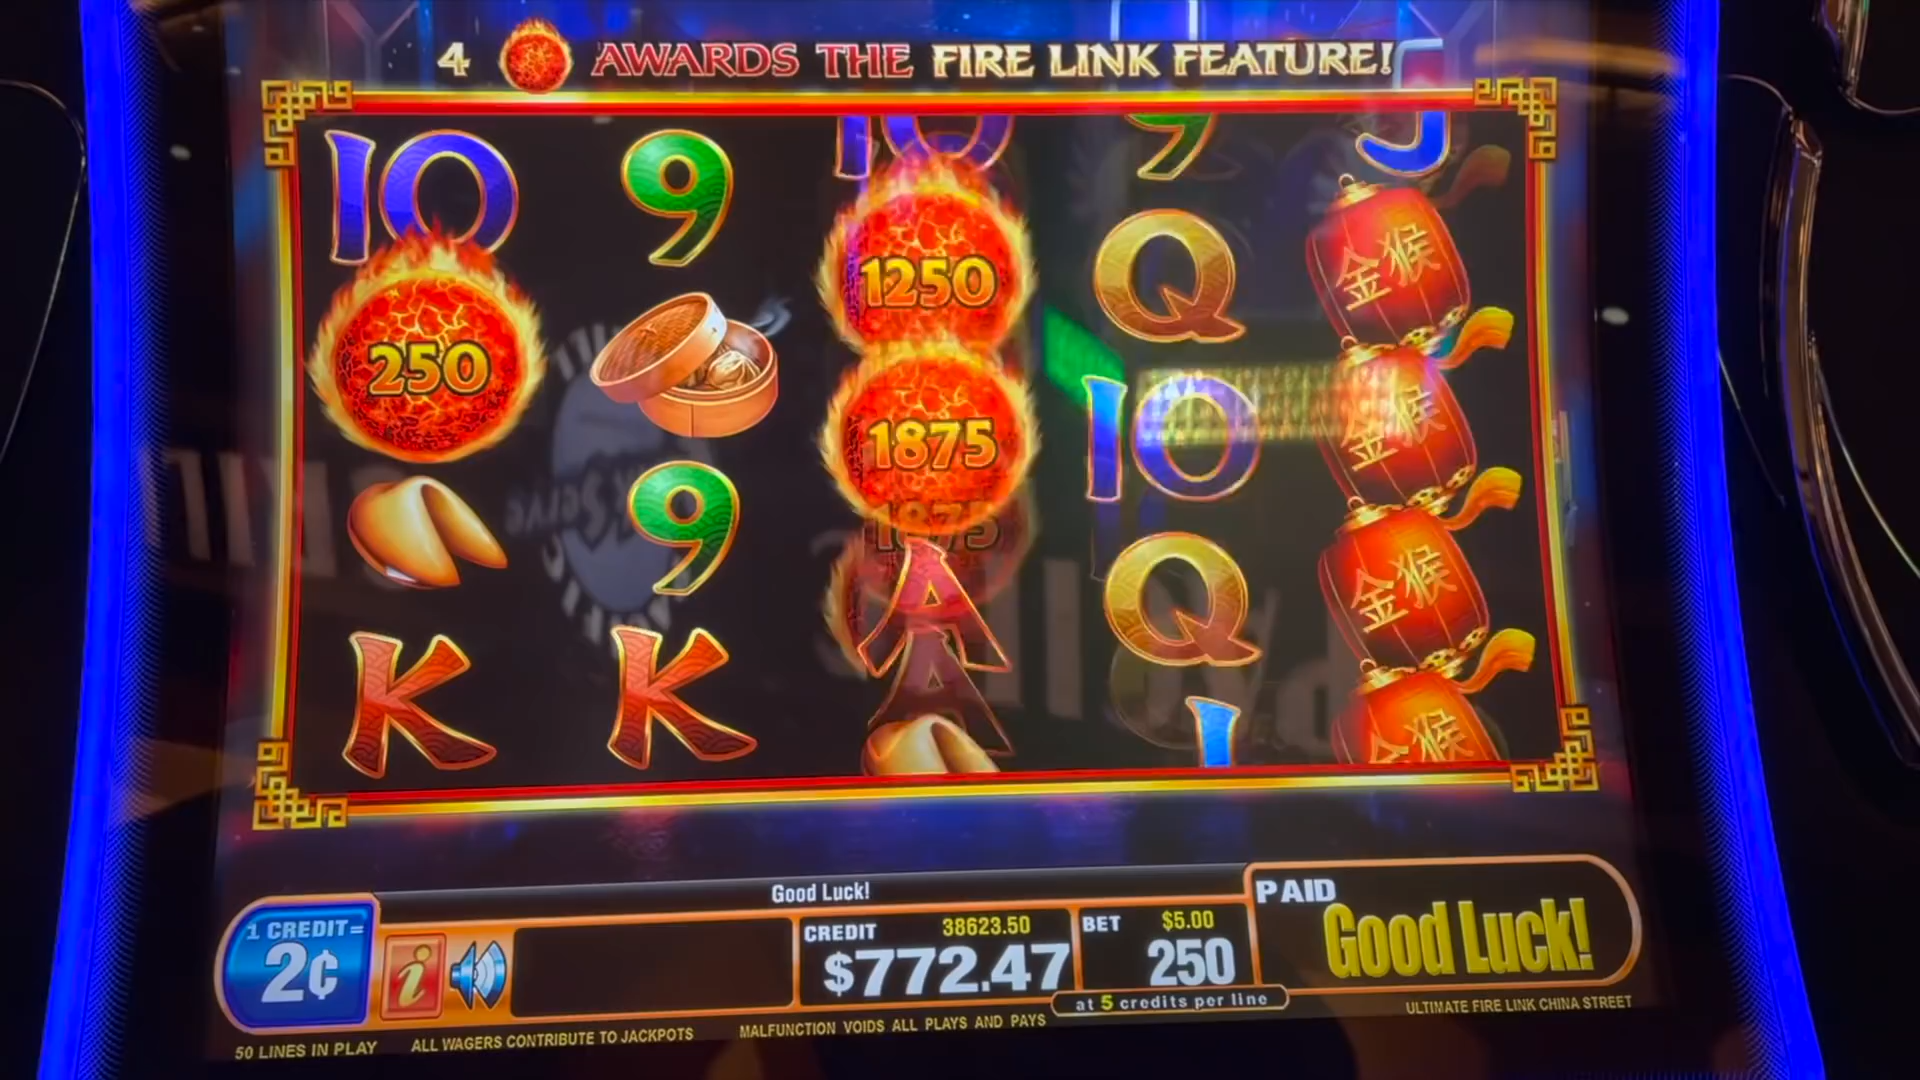 4 AWARDS THE FIRE LINK FEATURE!
10 9 10 9 J
250 1250 Q 金猴
1875 10 金猴
9 1875 Q 金猴
K K A J 金猴
A
Good Luck!
1 CREDIT=
2¢
i
CREDIT 38623.50
$772.47
BET $5.00
250
at 5 credits per line
PAID
Good Luck!
50 LINES IN PLAY
ALL WAGERS CONTRIBUTE TO JACKPOTS
MALFUNCTION VOIDS ALL PLAYS AND PAYS
ULTIMATE FIRE LINK CHINA STREET